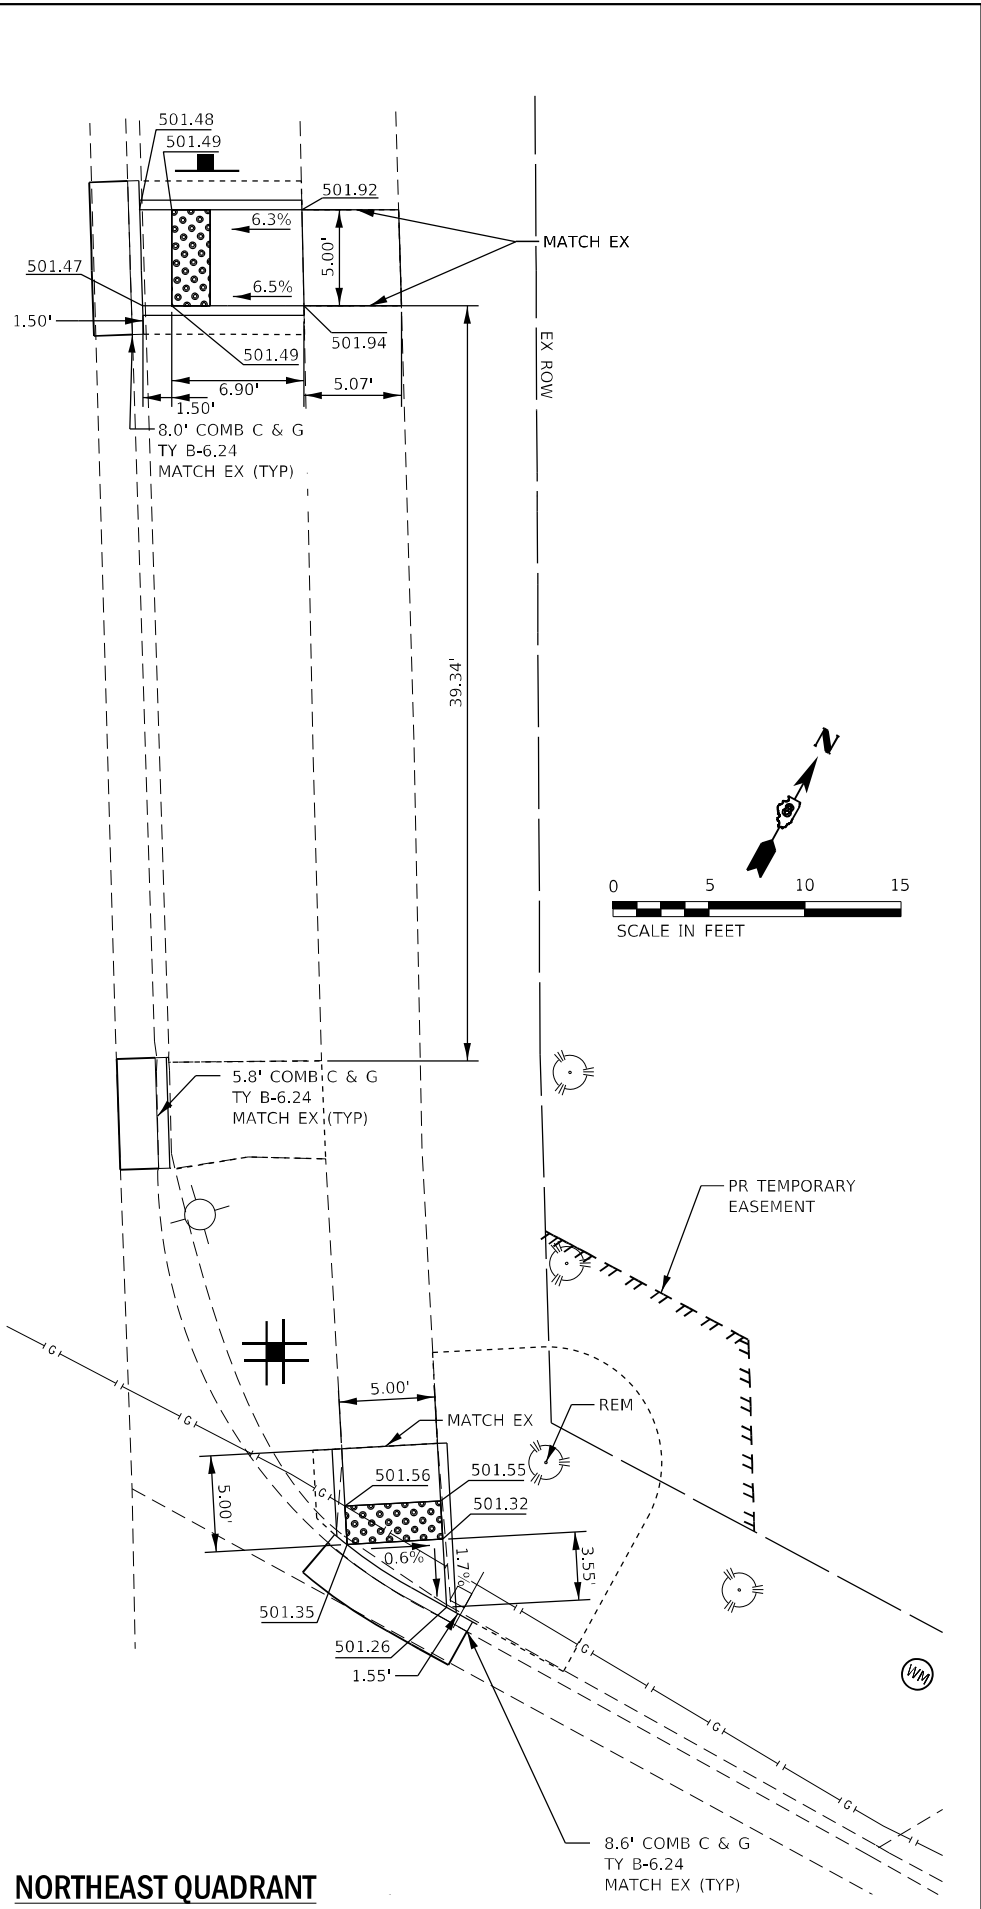 501.48
501.49
501.92
6.3%
5.00'
MATCH EX
501.47
6.5%
1.50'
501.94
501.49
EX ROW
6.90'
5.07'
1.50'
8.0' COMB C & G
TY B-6.24
MATCH EX (TYP)
39.34'
N
8
0 5 10 15
SCALE IN FEET
5.8' COMB C & G
TY B-6.24
MATCH EX (TYP)
PR TEMPORARY
EASEMENT
G
G
5.00'
MATCH EX
REM
501.56
501.55
5.00'
G
501.32
0.6%
1.7%
3.55'
501.35
501.26
1.55'
G
WM
G
G
8.6' COMB C & G
TY B-6.24
MATCH EX (TYP)
NORTHEAST QUADRANT